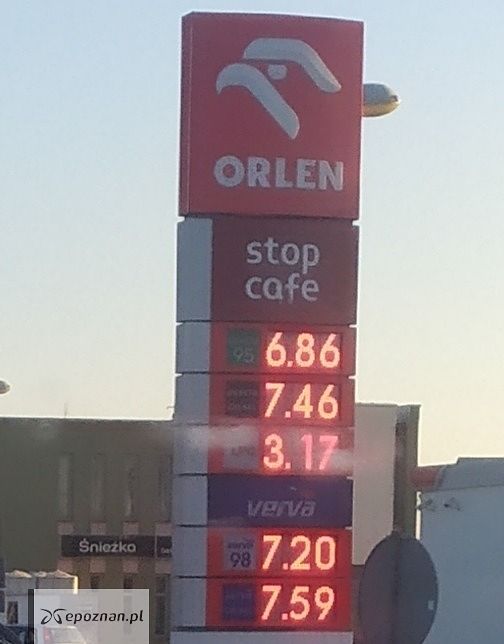 ORLEN
stop
cafe
95 6.86
7.46
3.17
verva
98 7.20
7.59
Śnieżka
epoznan.pl